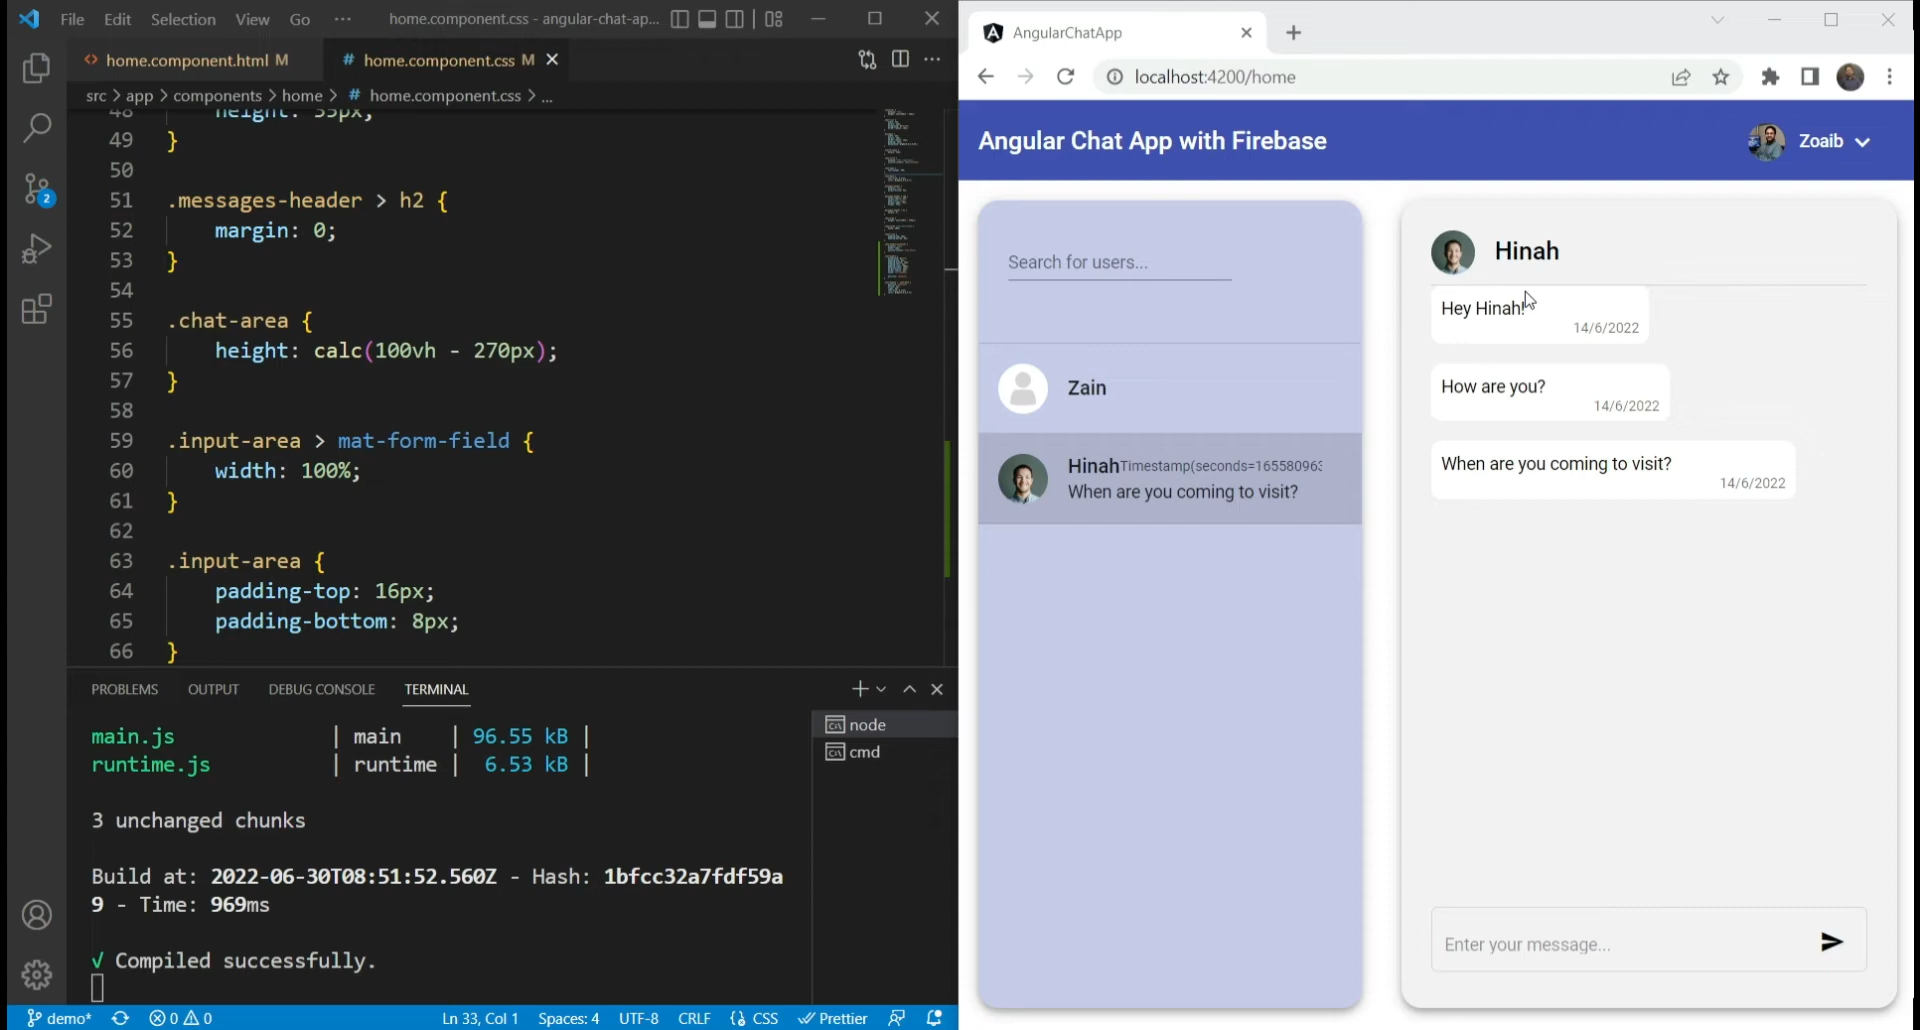 File Edit Selection View Go ··· home.component.css - angular-chat-ap...
home.component.html M # home.component.css M
src > app > components > home > # home.component.css > ...
48 height: 35px;
49 }
50
51 .messages-header > h2 {
52 margin: 0;
53 }
54
55 .chat-area {
56 height: calc(100vh - 270px);
57 }
58
59 .input-area > mat-form-field {
60 width: 100%;
61 }
62
63 .input-area {
64 padding-top: 16px;
65 padding-bottom: 8px;
66 }
2
PROBLEMS OUTPUT DEBUG CONSOLE TERMINAL
node
cmd
main.js | main | 96.55 kB |
runtime.js | runtime | 6.53 kB |
3 unchanged chunks
Build at: 2022-06-30T08:51:52.560Z - Hash: 1bfcc32a7fdf59a
9 - Time: 969ms
√ Compiled successfully.
demo* 0 0 Ln 33, Col 1 Spaces: 4 UTF-8 CRLF {} CSS Prettier
AngularChatApp
localhost:4200/home
Angular Chat App with Firebase
Zoaib
Search for users...
Zain
Hinah Timestamp(seconds=165580963
When are you coming to visit?
Hinah
Hey Hinah!
14/6/2022
How are you?
14/6/2022
When are you coming to visit?
14/6/2022
Enter your message...